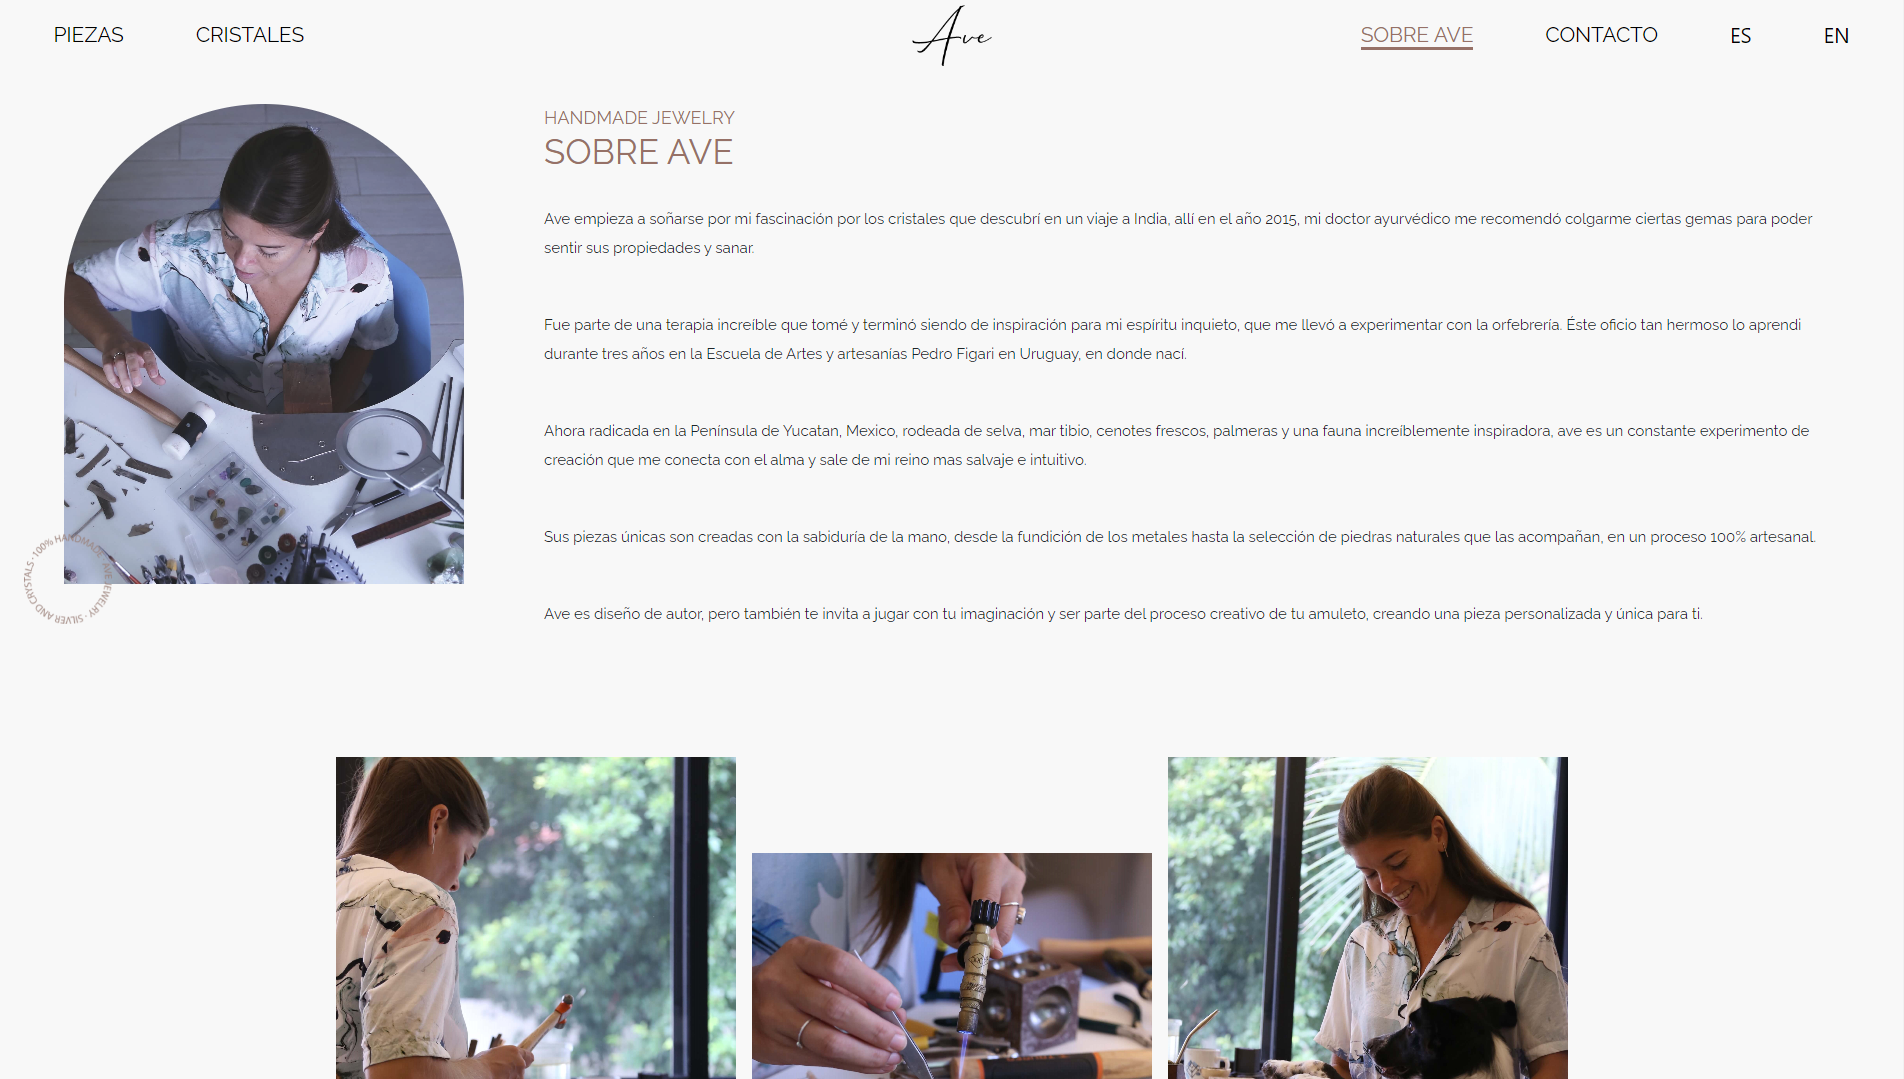 PIEZAS CRISTALES Ave SOBRE AVE CONTACTO ES EN
HANDMADE JEWELRY
SOBRE AVE
Ave empieza a soñarse por mi fascinación por los cristales que descubrí en un viaje a India, allí en el año 2015, mi doctor ayurvédico me recomendó colgarme ciertas gemas para poder
sentir sus propiedades y sanar.
Fue parte de una terapia increíble que tomé y terminó siendo de inspiración para mi espíritu inquieto, que me llevó a experimentar con la orfebrería. Éste oficio tan hermoso lo aprendi
durante tres años en la Escuela de Artes y artesanías Pedro Figari en Uruguay, en donde nací.
Ahora radicada en la Península de Yucatan, Mexico, rodeada de selva, mar tibio, cenotes frescos, palmeras y una fauna increíblemente inspiradora, ave es un constante experimento de
creación que me conecta con el alma y sale de mi reino mas salvaje e intuitivo.
Sus piezas únicas son creadas con la sabiduría de la mano, desde la fundición de los metales hasta la selección de piedras naturales que las acompañan, en un proceso 100% artesanal.
Ave es diseño de autor, pero también te invita a jugar con tu imaginación y ser parte del proceso creativo de tu amuleto, creando una pieza personalizada y única para ti.
100% HANDMADE · AVE JEWELRY · SILVER AND CRYSTALS ·